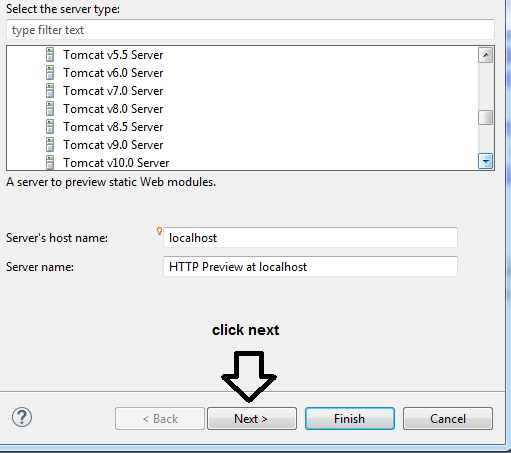 Select the server type:
type filter text
Tomcat v5.5 Server
Tomcat v6.0 Server
Tomcat v7.0 Server
Tomcat v8.0 Server
Tomcat v8.5 Server
Tomcat v9.0 Server
Tomcat v10.0 Server
A server to preview static Web modules.
Server's host name: localhost
Server name: HTTP Preview at localhost
click next
? < Back Next > Finish Cancel